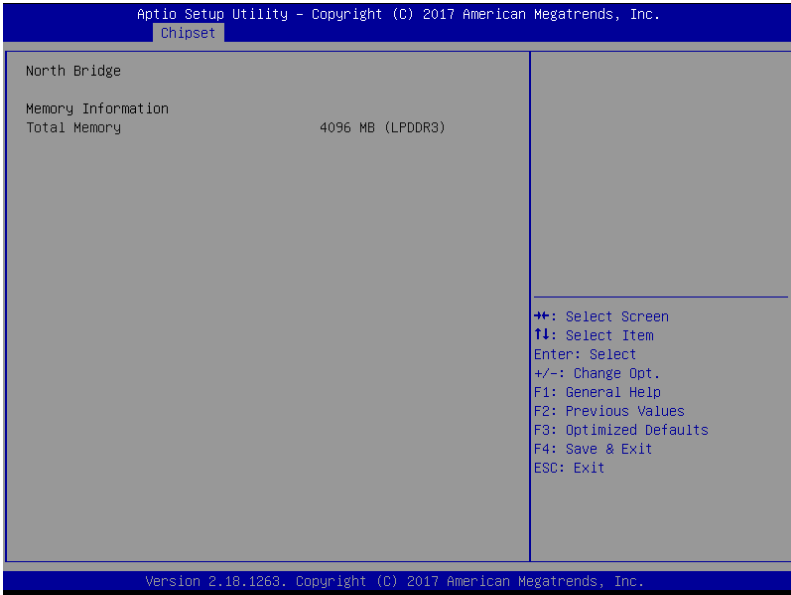 Aptio Setup Utility – Copyright (C) 2017 American Megatrends, Inc.
Chipset
North Bridge
Memory Information
Total Memory 4096 MB (LPDDR3)
→←: Select Screen
↑↓: Select Item
Enter: Select
+/-: Change Opt.
F1: General Help
F2: Previous Values
F3: Optimized Defaults
F4: Save & Exit
ESC: Exit
Version 2.18.1263. Copyright (C) 2017 American Megatrends, Inc.